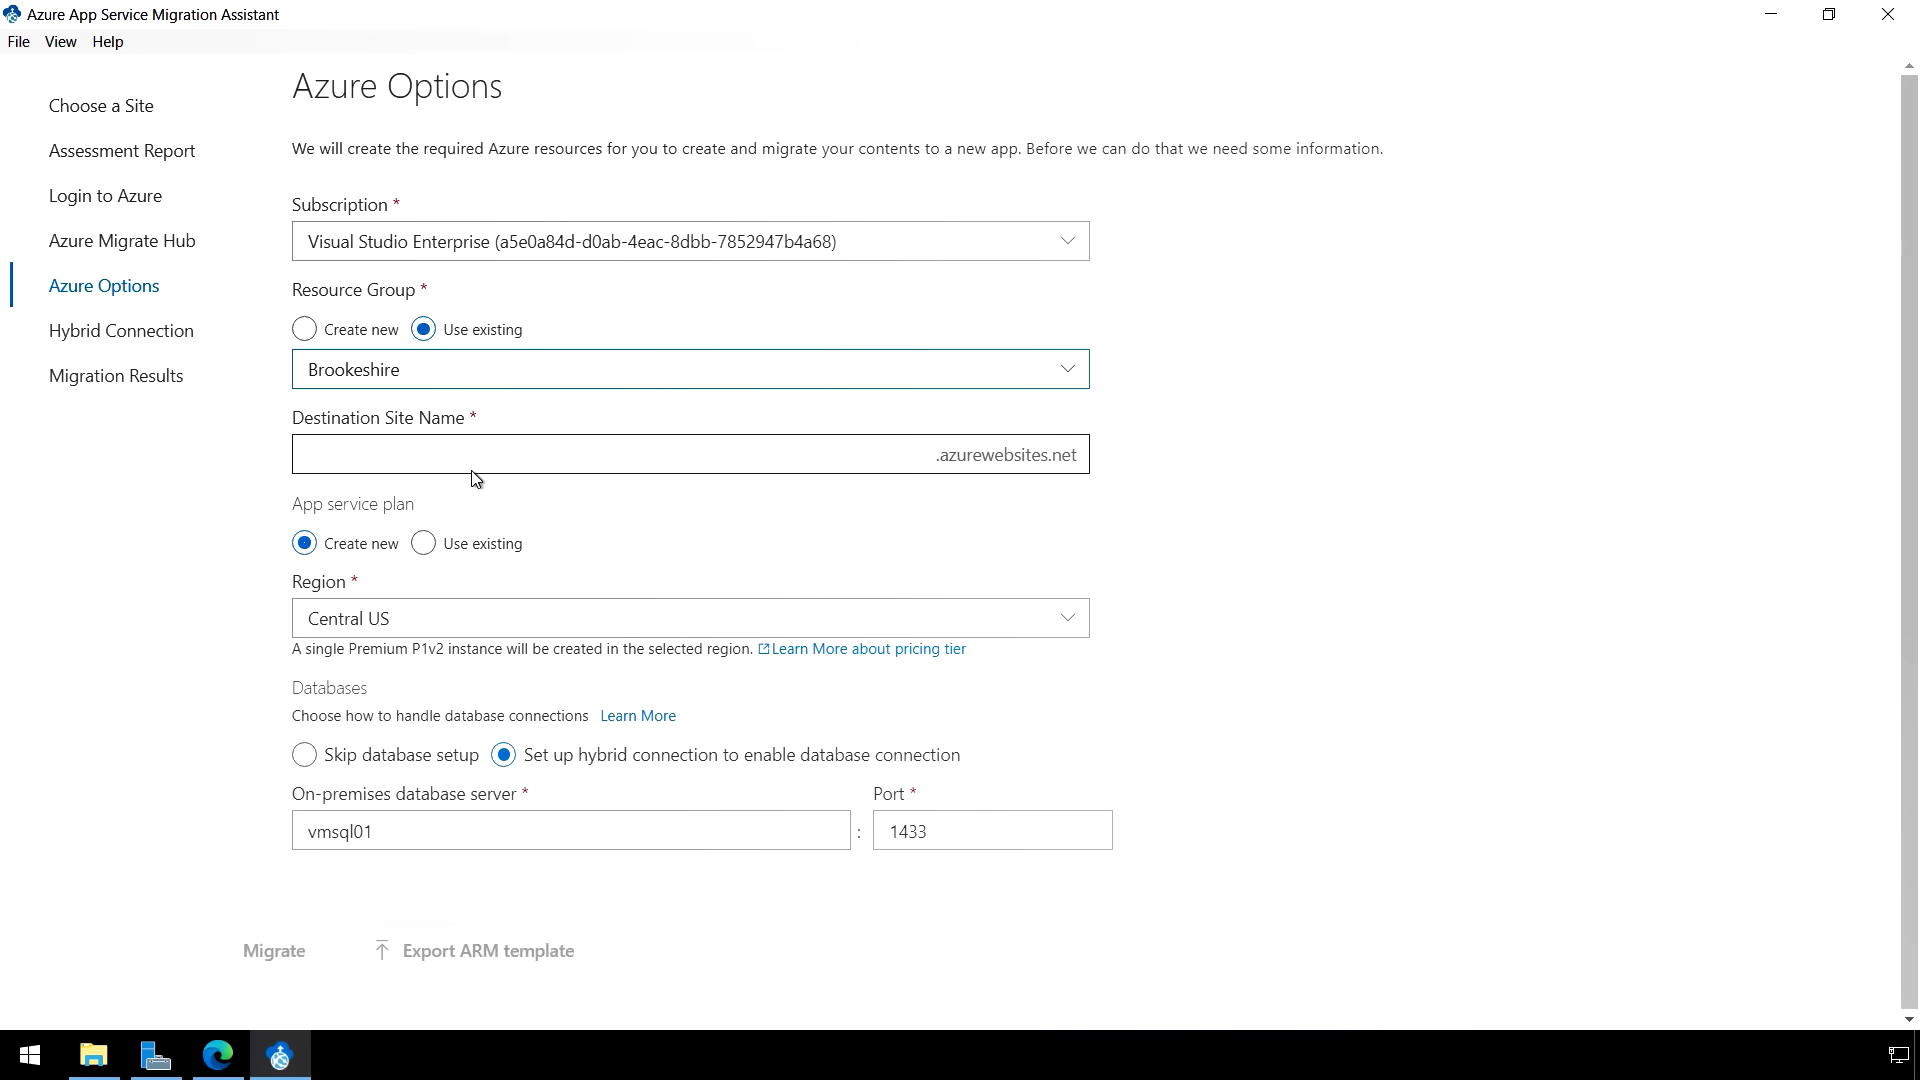 Azure App Service Migration Assistant
File View Help
Choose a Site
Assessment Report
Login to Azure
Azure Migrate Hub
Azure Options
Hybrid Connection
Migration Results
Azure Options
We will create the required Azure resources for you to create and migrate your contents to a new app. Before we can do that we need some information.
Subscription *
Visual Studio Enterprise (a5e0a84d-d0ab-4eac-8dbb-7852947b4a68)
Resource Group *
Create new Use existing
Brookeshire
Destination Site Name *
.azurewebsites.net
App service plan
Create new Use existing
Region *
Central US
A single Premium P1v2 instance will be created in the selected region. Learn More about pricing tier
Databases
Choose how to handle database connections Learn More
Skip database setup Set up hybrid connection to enable database connection
On-premises database server * Port *
vmsql01 : 1433
Migrate Export ARM template